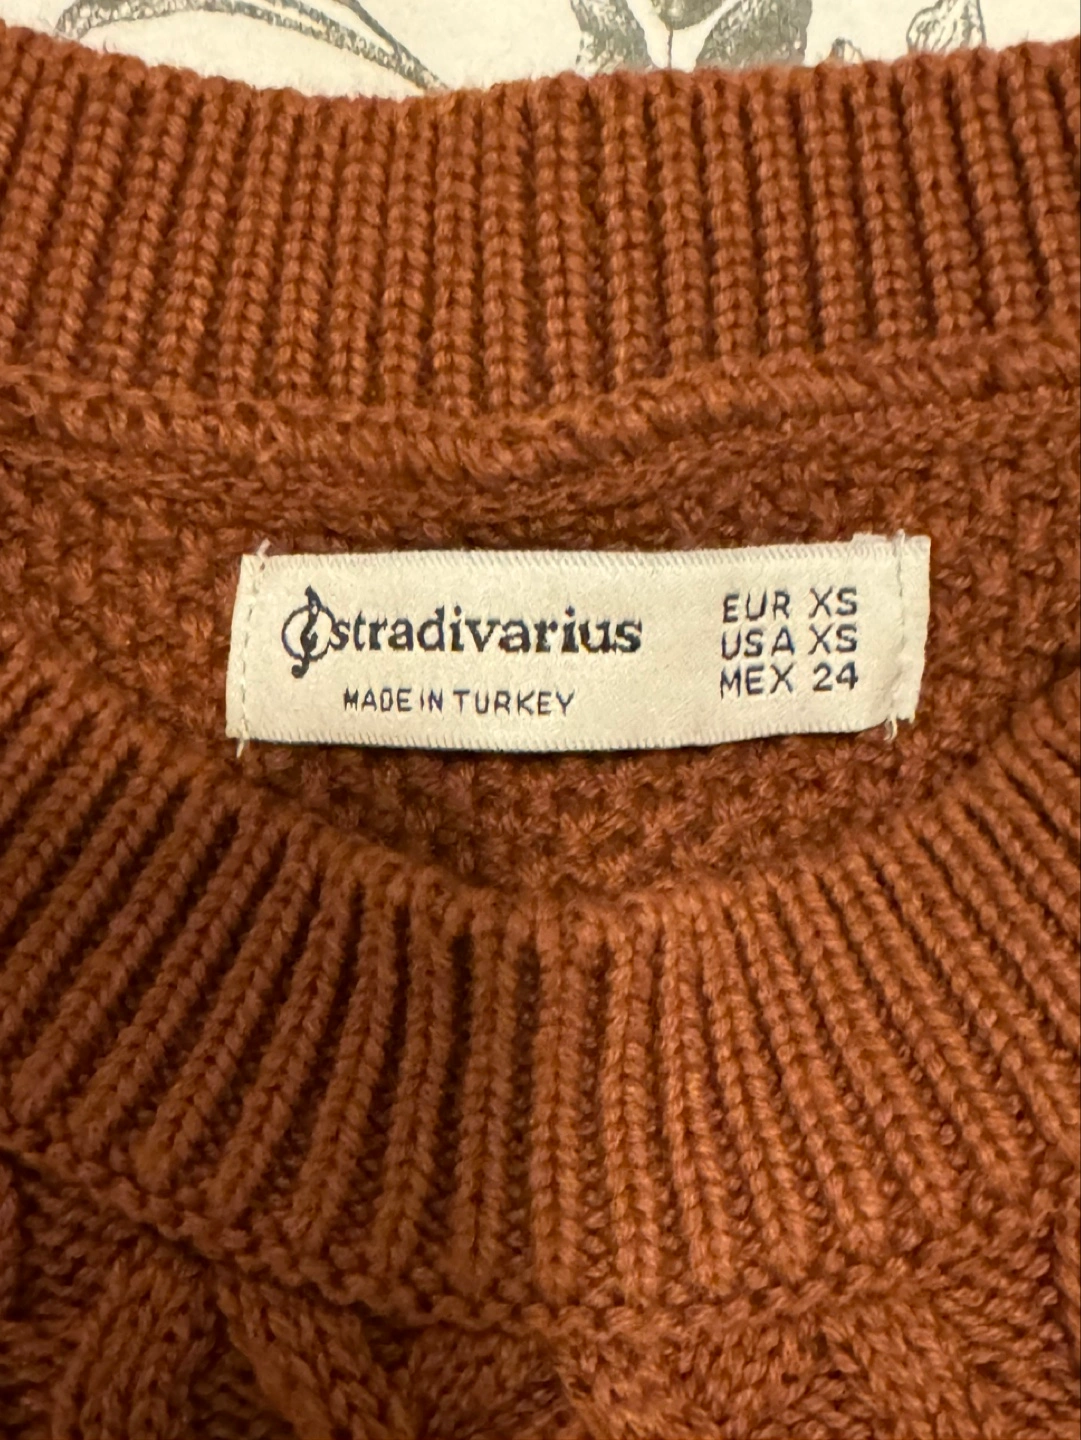 stradivarius
MADE IN TURKEY
EUR XS
USA XS
MEX 24